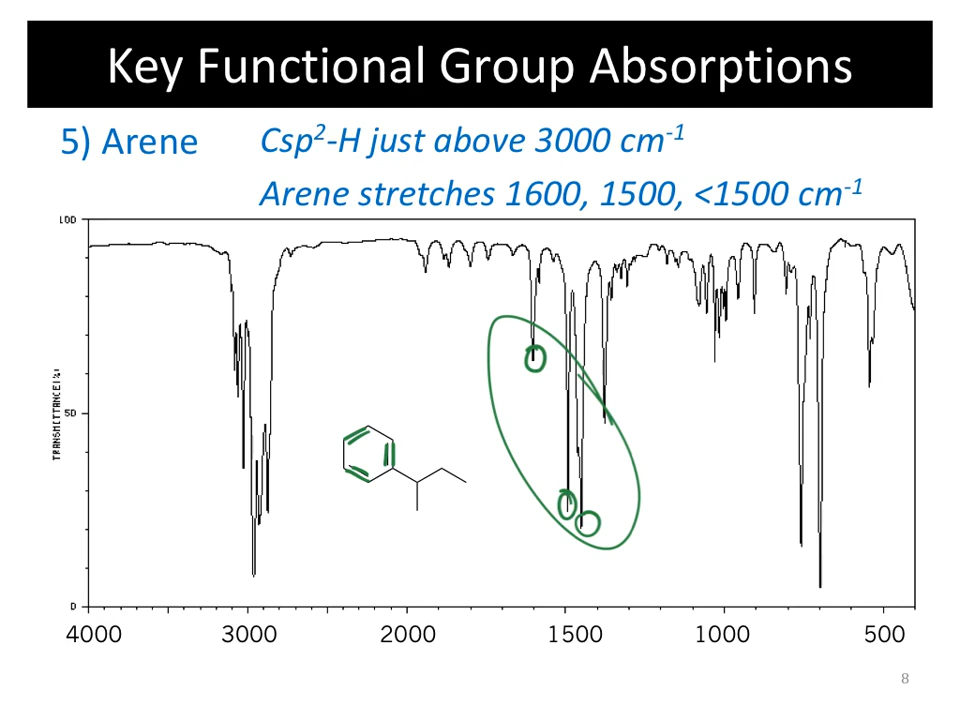 Key Functional Group Absorptions
5) Arene
Csp²-H just above 3000 cm⁻¹
Arene stretches 1600, 1500, <1500 cm⁻¹
100
50
0
TRANSMITTANCE(%)
4000 3000 2000 1500 1000 500
8